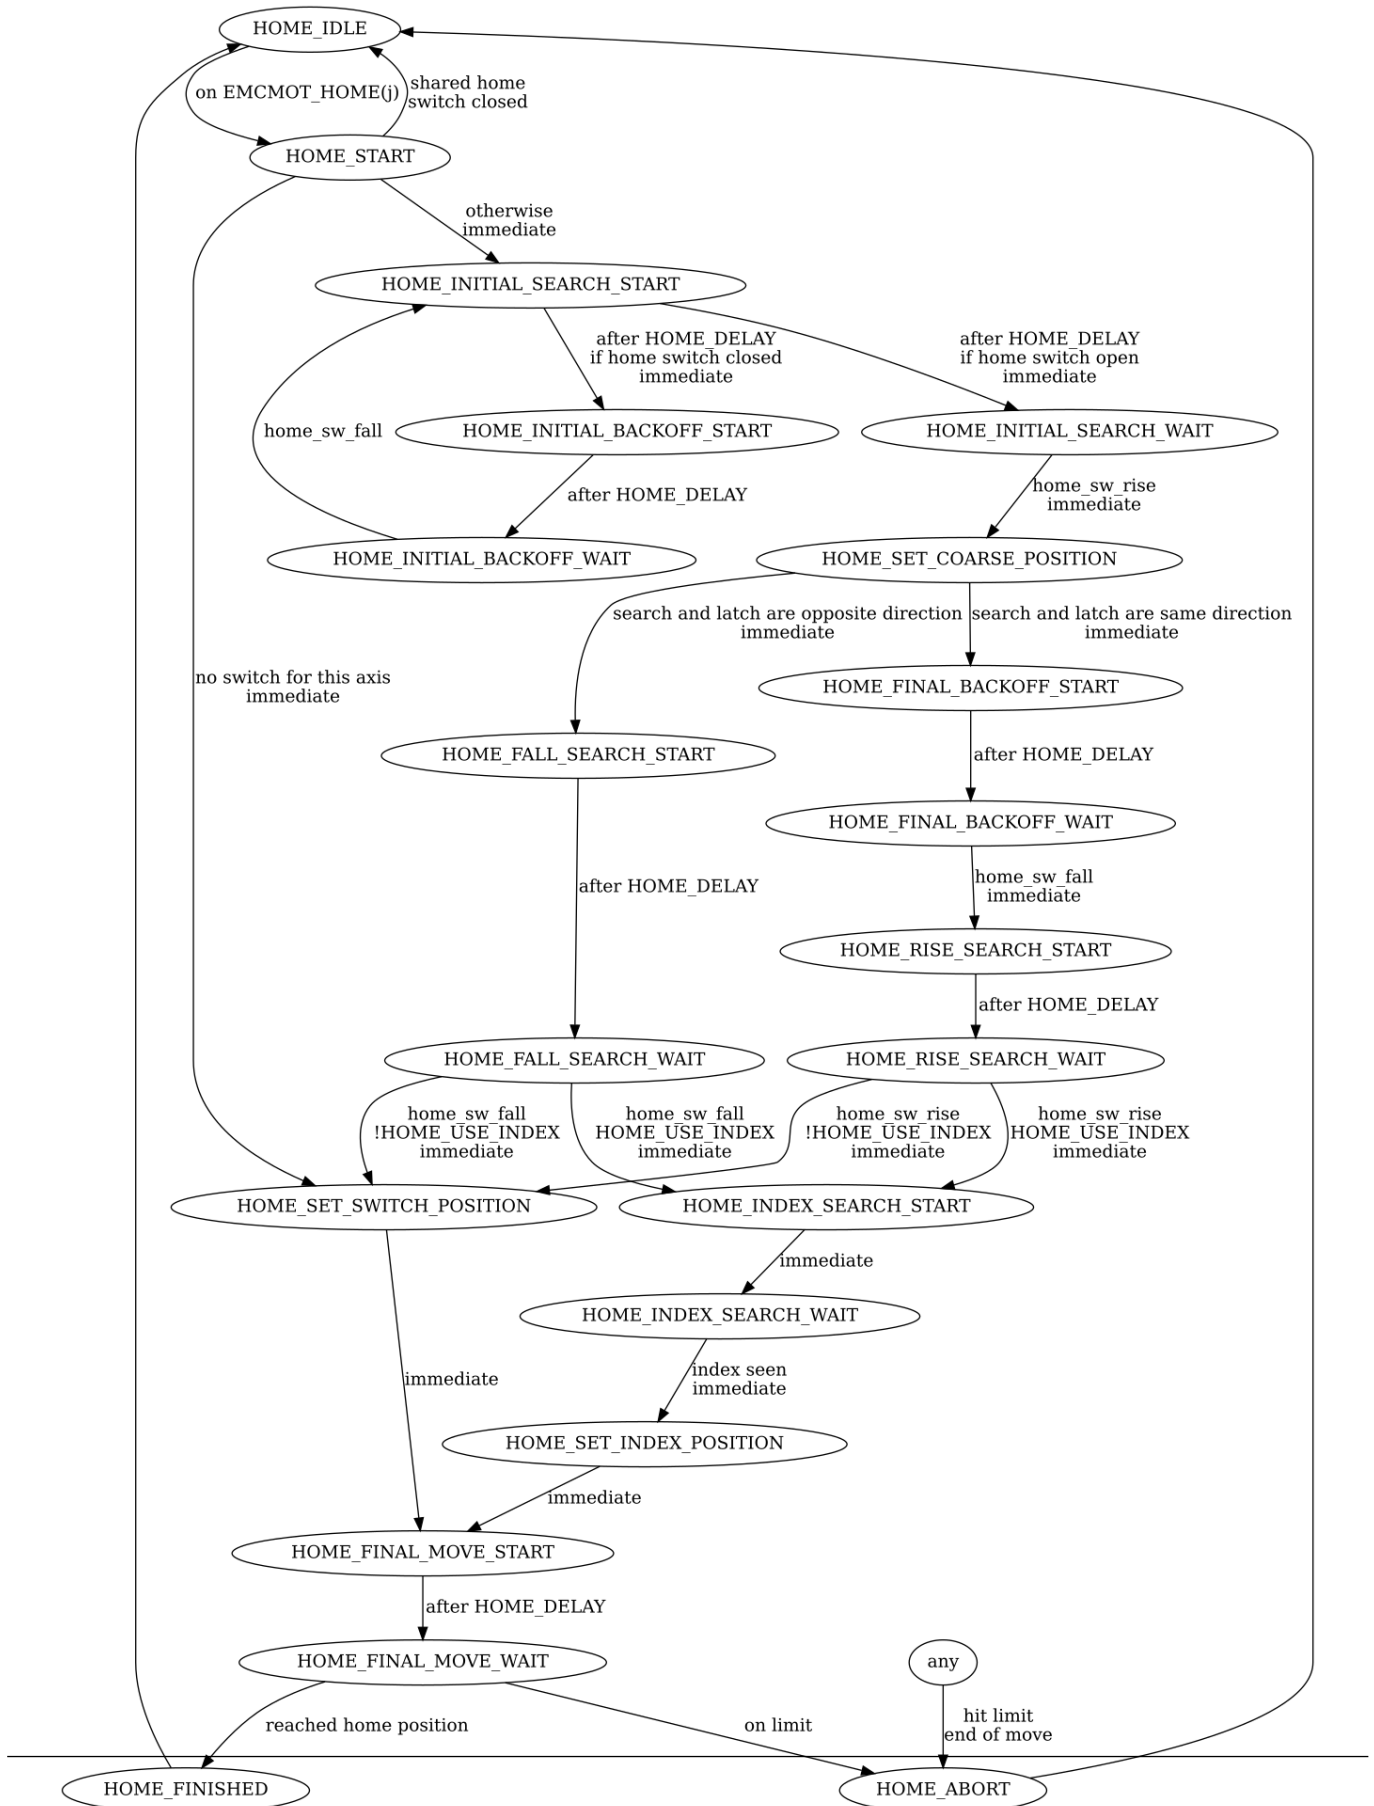 HOME_IDLE
on EMCMOT_HOME(j)
shared home
switch closed
HOME_START
otherwise
immediate
HOME_INITIAL_SEARCH_START
after HOME_DELAY
if home switch closed
immediate
after HOME_DELAY
if home switch open
immediate
home_sw_fall
HOME_INITIAL_BACKOFF_START
HOME_INITIAL_SEARCH_WAIT
after HOME_DELAY
home_sw_rise
immediate
HOME_INITIAL_BACKOFF_WAIT
HOME_SET_COARSE_POSITION
search and latch are opposite direction
immediate
search and latch are same direction
immediate
no switch for this axis
immediate
HOME_FINAL_BACKOFF_START
HOME_FALL_SEARCH_START
after HOME_DELAY
HOME_FINAL_BACKOFF_WAIT
after HOME_DELAY
home_sw_fall
immediate
HOME_RISE_SEARCH_START
after HOME_DELAY
HOME_FALL_SEARCH_WAIT
HOME_RISE_SEARCH_WAIT
home_sw_fall
!HOME_USE_INDEX
immediate
home_sw_fall
HOME_USE_INDEX
immediate
home_sw_rise
!HOME_USE_INDEX
immediate
home_sw_rise
HOME_USE_INDEX
immediate
HOME_SET_SWITCH_POSITION
HOME_INDEX_SEARCH_START
immediate
HOME_INDEX_SEARCH_WAIT
immediate
index seen
immediate
HOME_SET_INDEX_POSITION
immediate
HOME_FINAL_MOVE_START
after HOME_DELAY
HOME_FINAL_MOVE_WAIT
any
reached home position
on limit
hit limit
end of move
HOME_FINISHED
HOME_ABORT